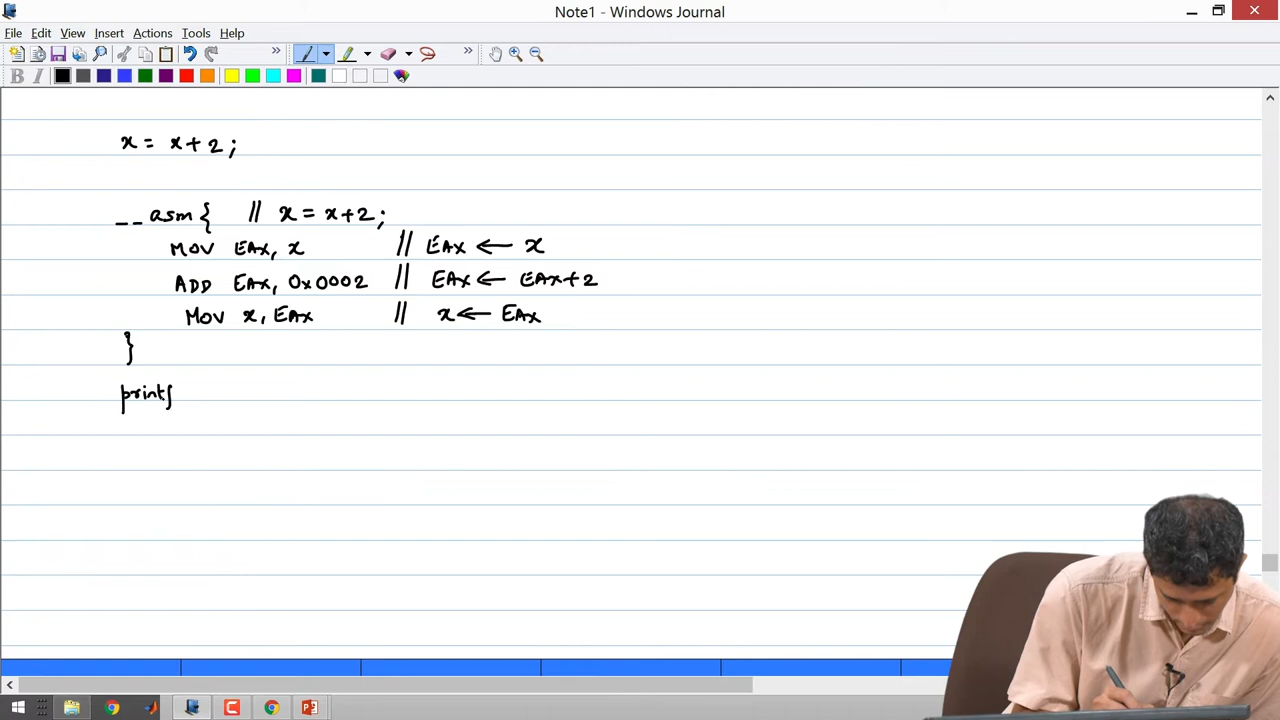 Note1 - Windows Journal
File Edit View Insert Actions Tools Help
x = x+2;
__asm{ // x = x+2;
MOV EAX, x // EAX ← x
ADD EAX, 0x0002 // EAX ← EAX+2
MOV x, EAX // x ← EAX
}
printf